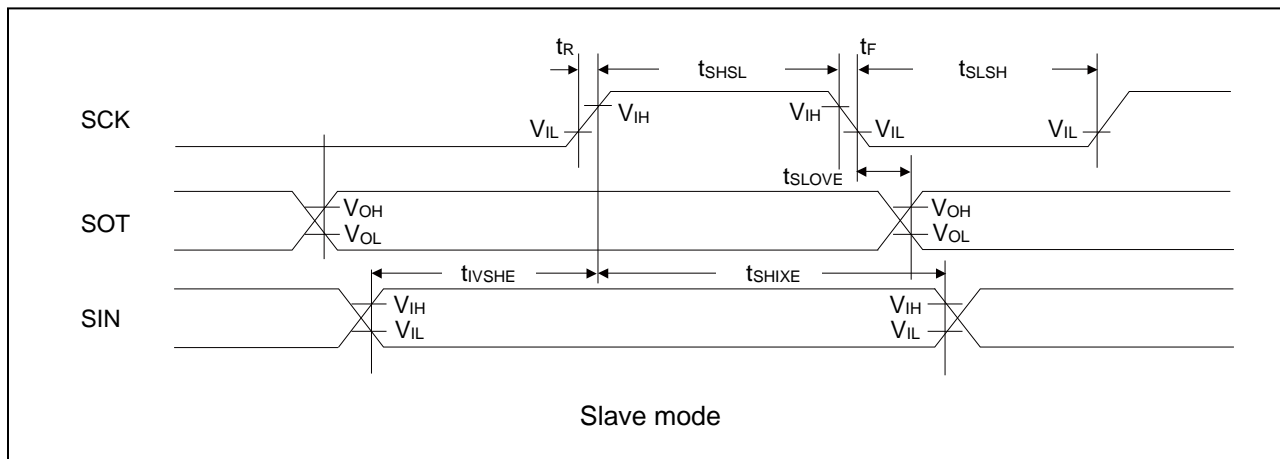 tR
tSHSL
tF
tSLSH
SCK
VIH
VIH
VIL
VIL
VIL
tSLOVE
SOT
VOH
VOH
VOL
VOL
tIVSHE
tSHIXE
SIN
VIH
VIH
VIL
VIL
Slave mode